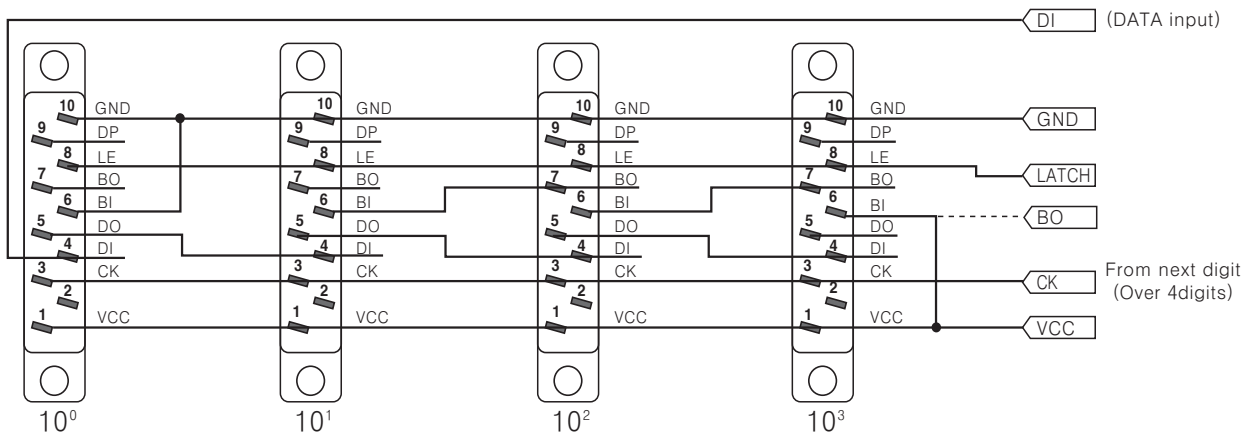 DI (DATA input)
10 GND 10 GND 10 GND 10 GND GND
9 DP 9 DP 9 DP 9 DP
8 LE 8 LE 8 LE 8 LE LATCH
7 BO 7 BO 7 BO 7 BO
6 BI 6 BI 6 BI 6 BI BO
5 DO 5 DO 5 DO 5 DO
4 DI 4 DI 4 DI 4 DI
3 CK 3 CK 3 CK 3 CK CK From next digit
2 2 2 2 (Over 4digits)
1 VCC 1 VCC 1 VCC 1 VCC VCC
10⁰ 10¹ 10² 10³